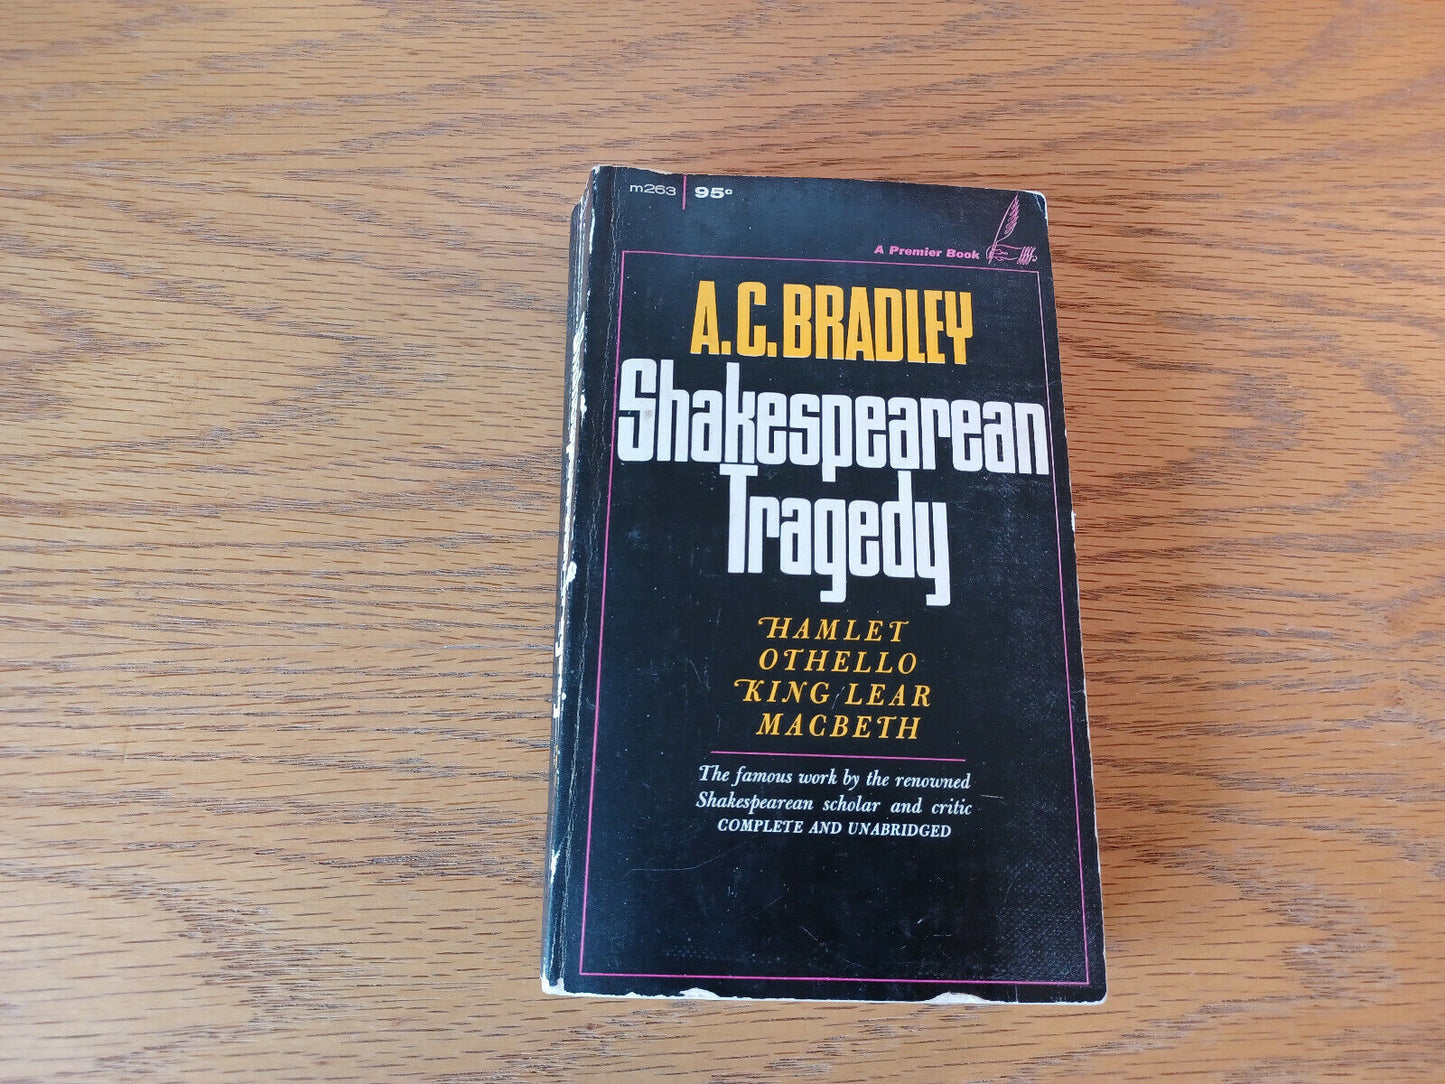 m263 95¢
A Premier Book
A.C. BRADLEY
Shakespearean
Tragedy
HAMLET
OTHELLO
KING LEAR
MACBETH
The famous work by the renowned
Shakespearean scholar and critic
COMPLETE AND UNABRIDGED